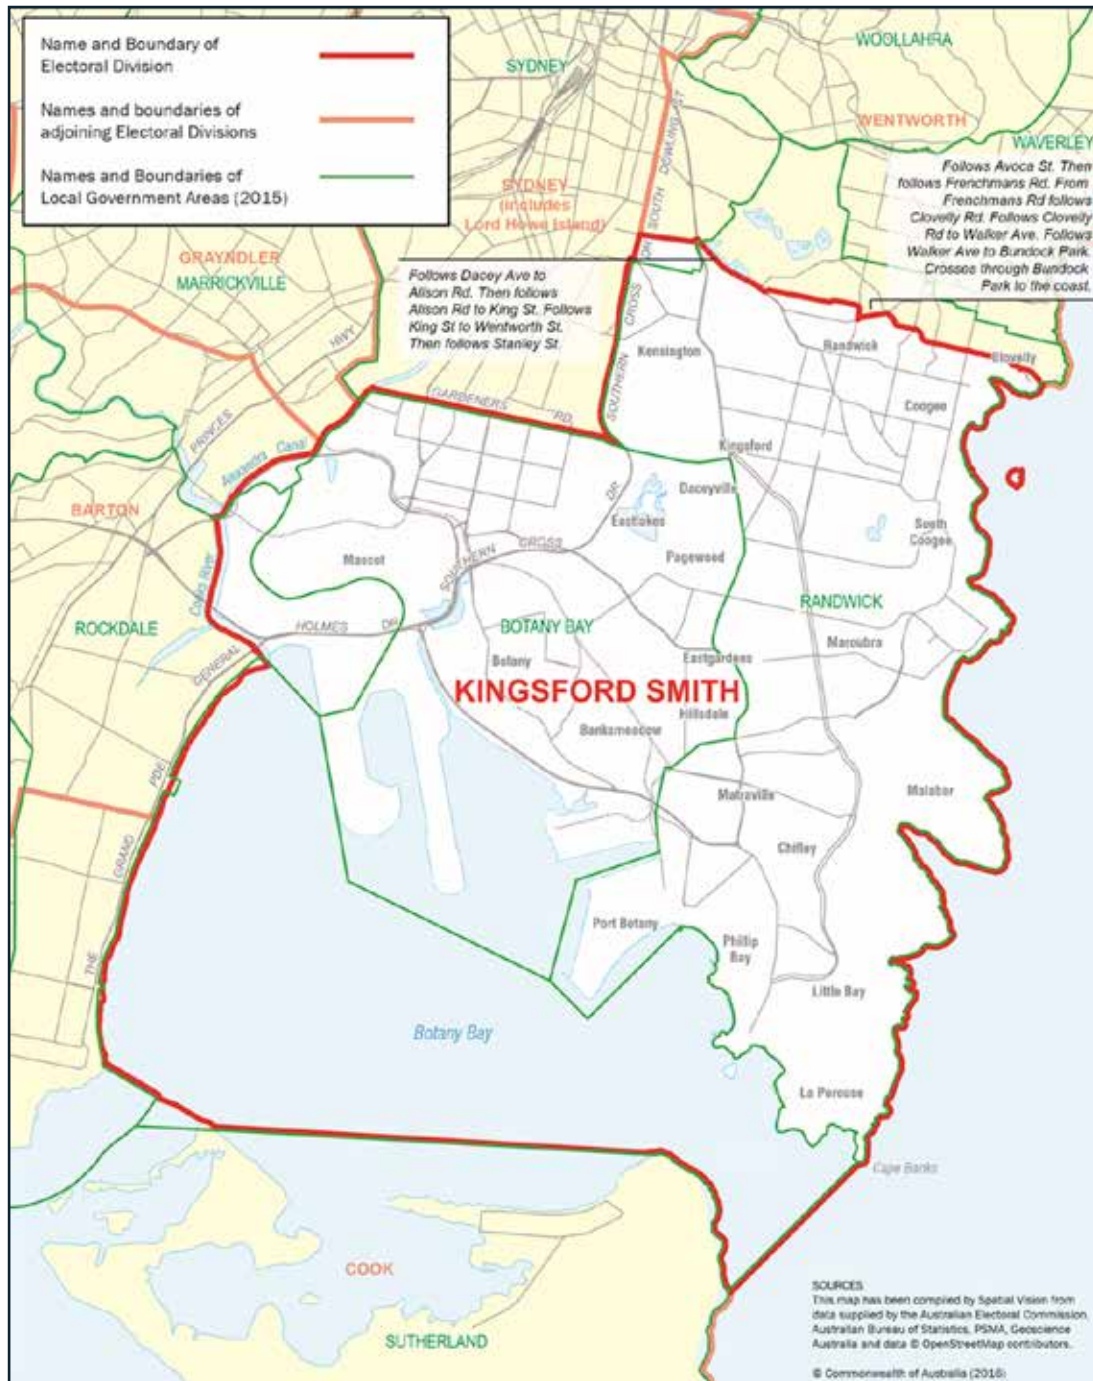 Name and Boundary of
Electoral Division
Names and boundaries of
adjoining Electoral Divisions
Names and Boundaries of
Local Government Areas (2015)
SYDNEY
WOOLLAHRA
WENTWORTH
WAVERLEY
Follows Avoca St. Then
follows Frenchmans Rd. From
Frenchmans Rd follows
Clovelly Rd. Follows Clovelly
Rd to Walker Ave. Follows
Walker Ave to Bundock Park.
Crosses through Bundock
Park to the coast.
SYDNEY
(includes
Lord Howe Island)
SOUTH DOWLING ST
GRAYNDLER
MARRICKVILLE
Follows Dacey Ave to
Alison Rd. Then follows
Alison Rd to King St. Follows
King St to Wentworth St.
Then follows Stanley St.
SOUTHERN CROSS DR
HWY
PRINCES
Kensington
Randwick
Clovelly
GARDENERS RD
Coogee
Alexandra Canal
Kingsford
BARTON
Daceyville
Eastlakes
South
Coogee
Mascot
SOUTHERN CROSS DR
Pagewood
Cooks River
ROCKDALE
GENERAL HOLMES DR
BOTANY BAY
RANDWICK
Maroubra
Botany
Eastgardens
KINGSFORD SMITH
Hillsdale
Banksmeadow
Matraville
Malabar
THE GRAND PDE
Chifley
Port Botany
Phillip
Bay
Little Bay
Botany Bay
La Perouse
Cape Banks
COOK
SUTHERLAND
SOURCES
This map has been compiled by Spatial Vision from
data supplied by the Australian Electoral Commission,
Australian Bureau of Statistics, PSMA, Geoscience
Australia and data © OpenStreetMap contributors.
© Commonwealth of Australia (2016)